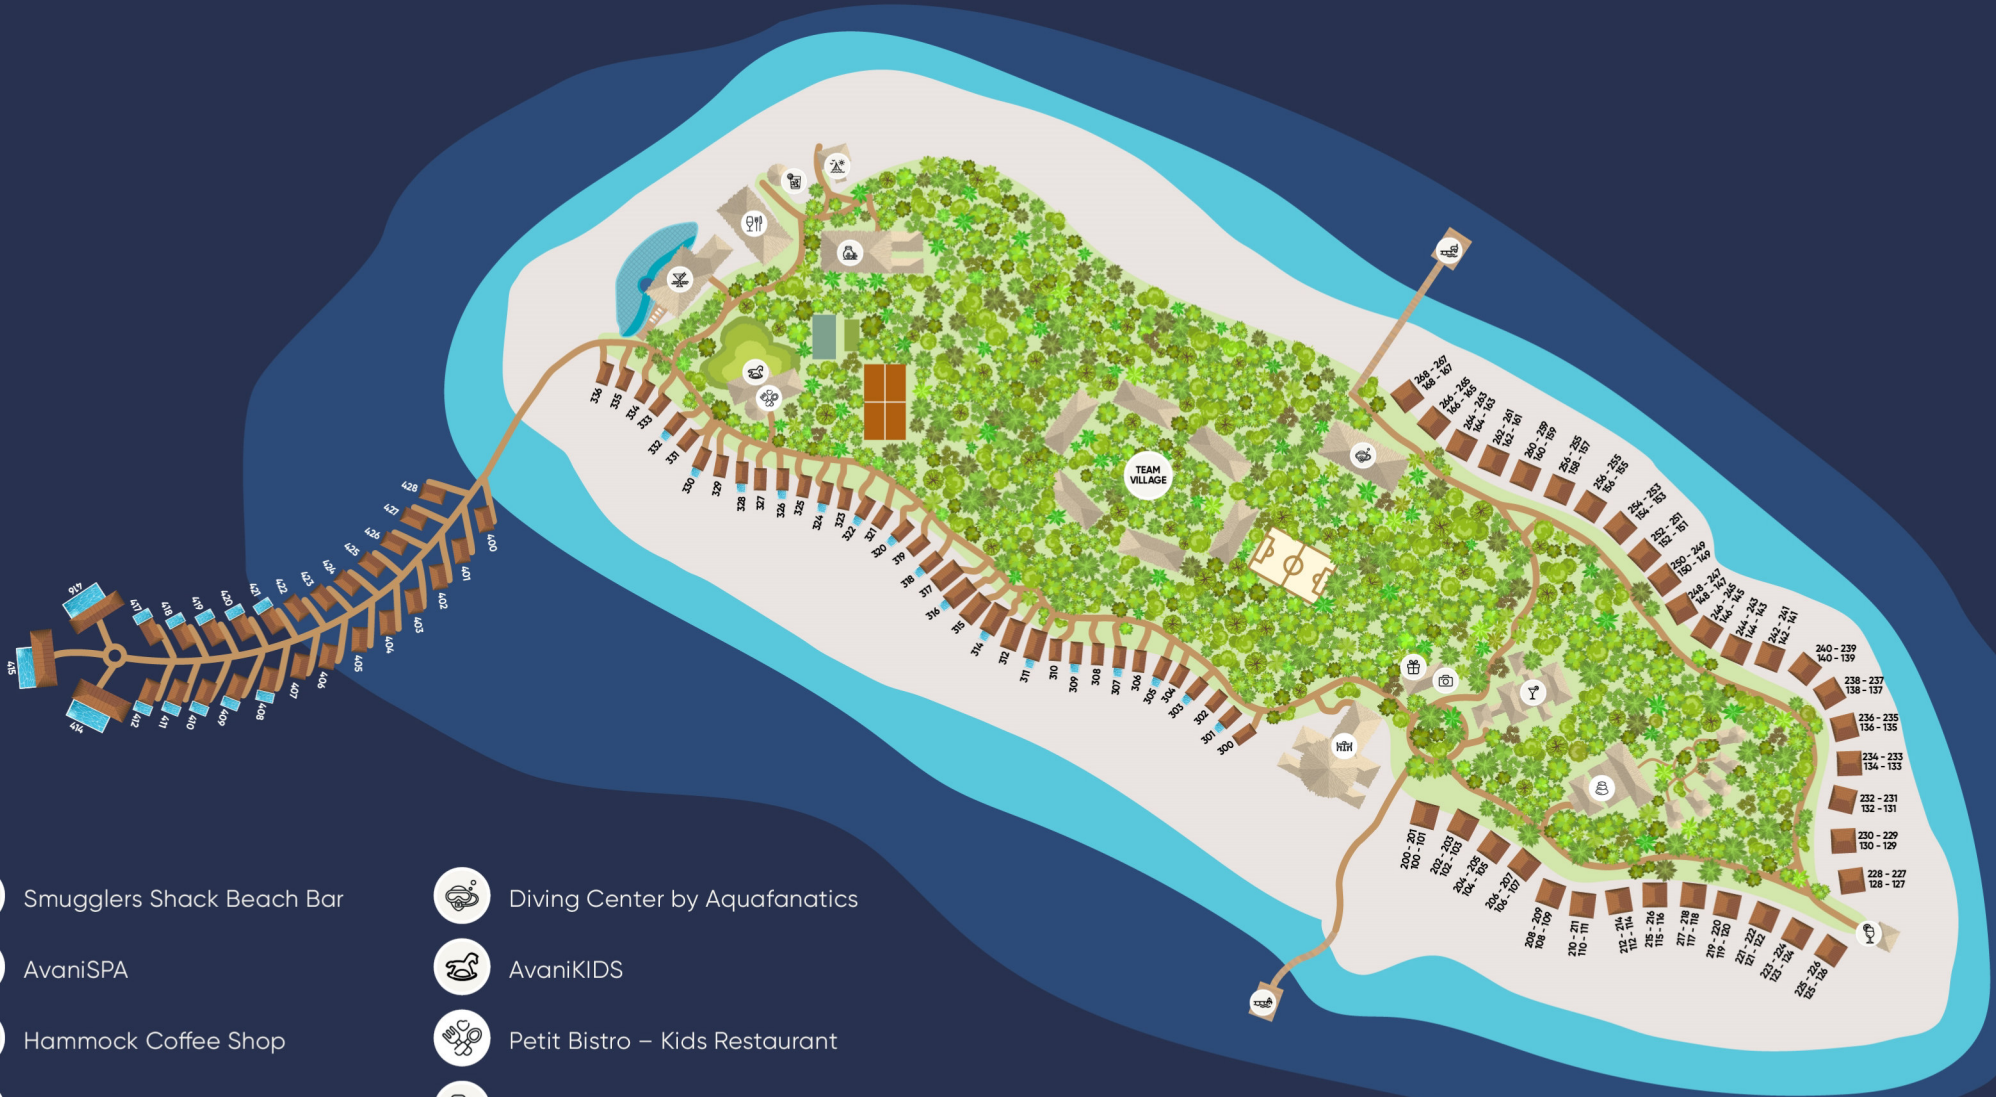 TEAM
VILLAGE
336
335
334
333
332
331
330
329
328
327
326
325
324
323
322
321
320
319
318
317
316
315
314
312
311
310
309
308
307
306
305
304
303
302
301
300
428
427
426
425
424
423
422
421
420
419
418
417
416
415
414
412
411
410
409
408
407
406
405
404
403
402
401
400
268 - 267
168 - 167
266 - 265
166 - 165
264 - 263
164 - 163
262 - 261
162 - 161
260 - 259
160 - 159
256 - 255
158 - 157
256 - 255
156 - 155
254 - 253
154 - 153
252 - 251
152 - 151
250 - 249
150 - 149
248 - 247
148 - 147
246 - 245
146 - 145
244 - 243
144 - 143
242 - 241
142 - 141
240 - 239
140 - 139
238 - 237
138 - 137
236 - 235
136 - 135
234 - 233
134 - 133
232 - 231
132 - 131
230 - 229
130 - 129
228 - 227
128 - 127
200 - 201
100 - 101
202 - 203
102 - 103
204 - 205
104 - 105
206 - 207
106 - 107
208 - 209
108 - 109
210 - 211
110 - 111
212 - 214
112 - 114
215 - 216
115 - 116
217 - 218
117 - 118
219 - 220
119 - 120
221 - 222
121 - 122
223 - 224
123 - 124
225 - 226
125 - 126
Smugglers Shack Beach Bar
AvaniSPA
Hammock Coffee Shop
Diving Center by Aquafanatics
AvaniKIDS
Petit Bistro – Kids Restaurant